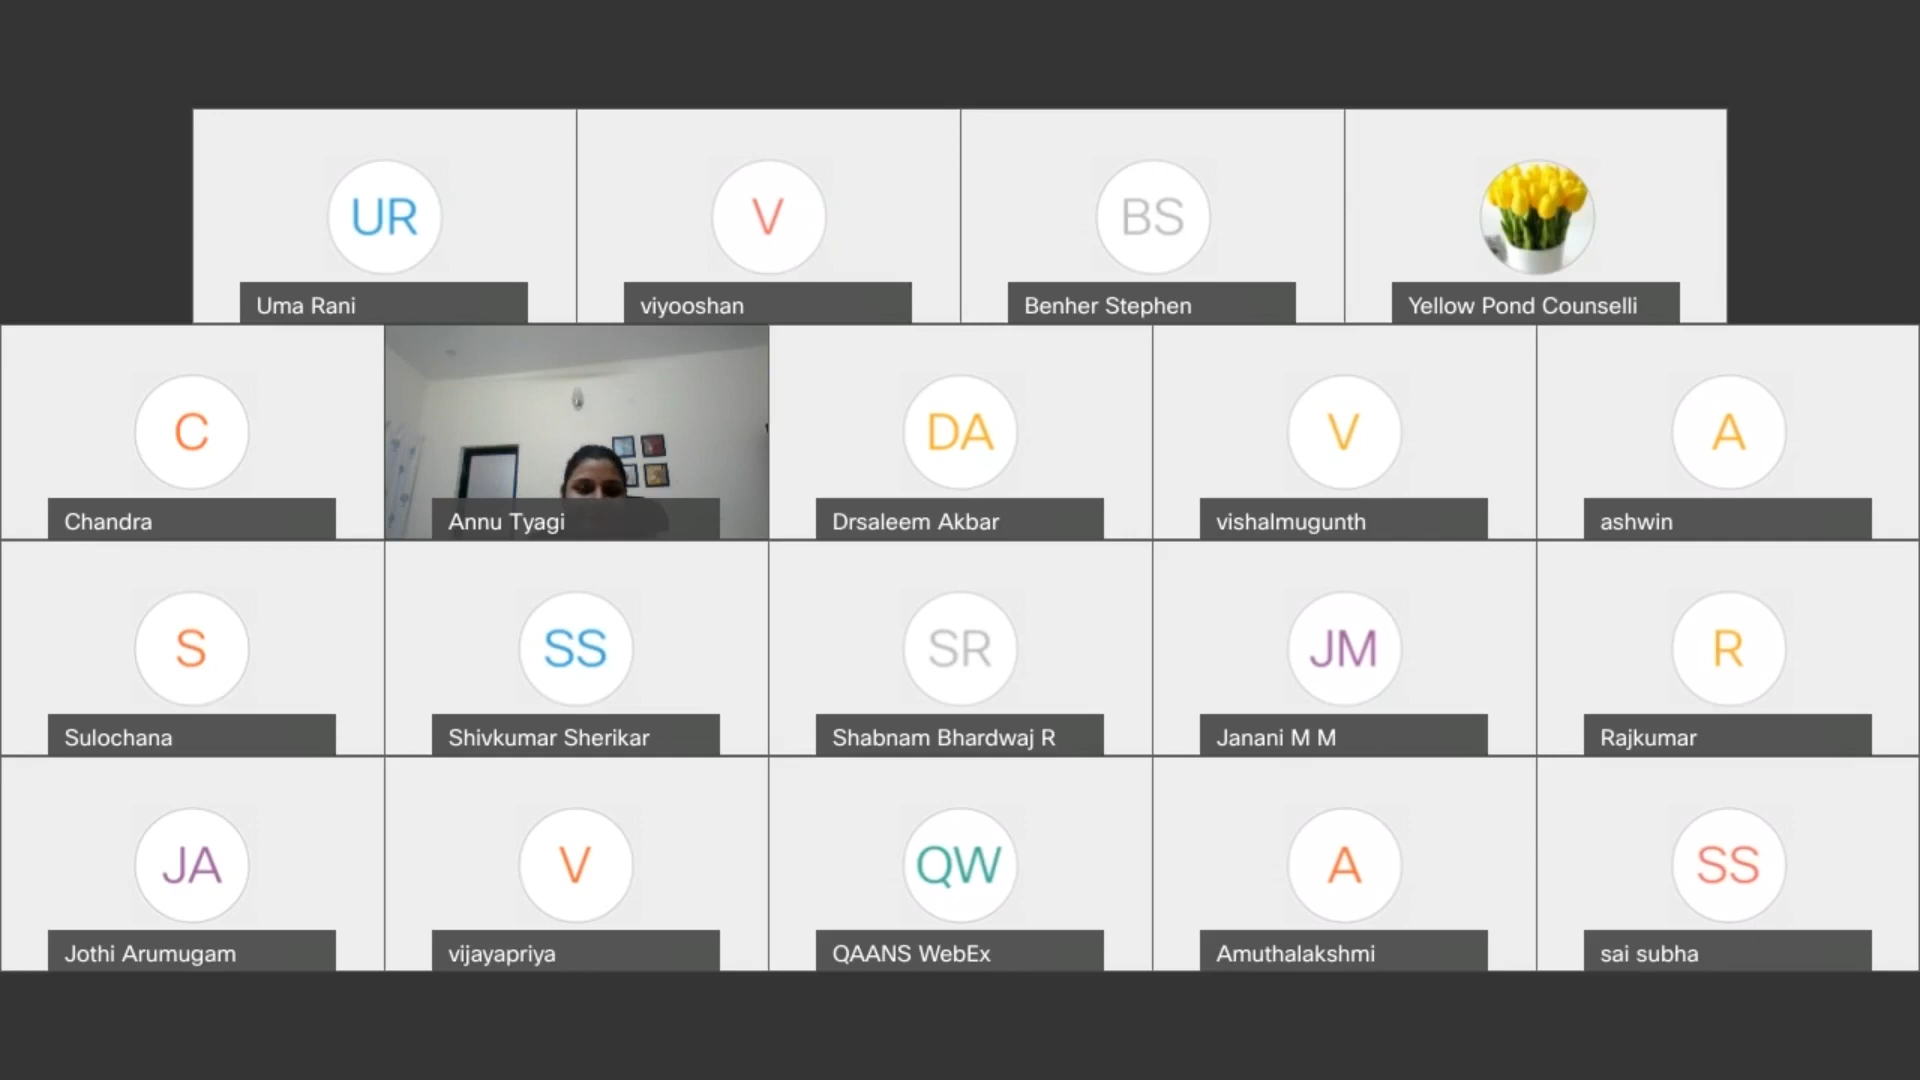 UR
V
BS
Uma Rani
viyooshan
Benher Stephen
Yellow Pond Counselli
C
DA
V
A
Chandra
Annu Tyagi
Drsaleem Akbar
vishalmugunth
ashwin
S
SS
SR
JM
R
Sulochana
Shivkumar Sherikar
Shabnam Bhardwaj R
Janani M M
Rajkumar
JA
V
QW
A
SS
Jothi Arumugam
vijayapriya
QAANS WebEx
Amuthalakshmi
sai subha